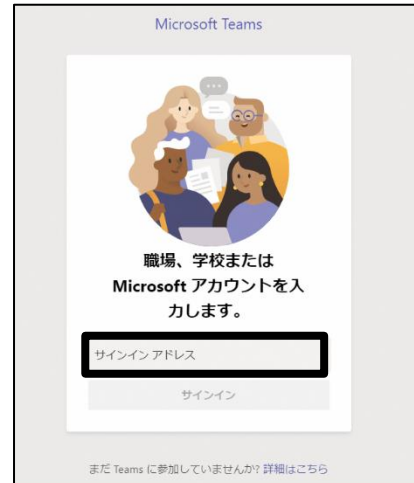 Microsoft Teams
職場、学校または
Microsoft アカウントを入
力します。
サインイン アドレス
サインイン
まだ Teams に参加していませんか? 詳細はこちら